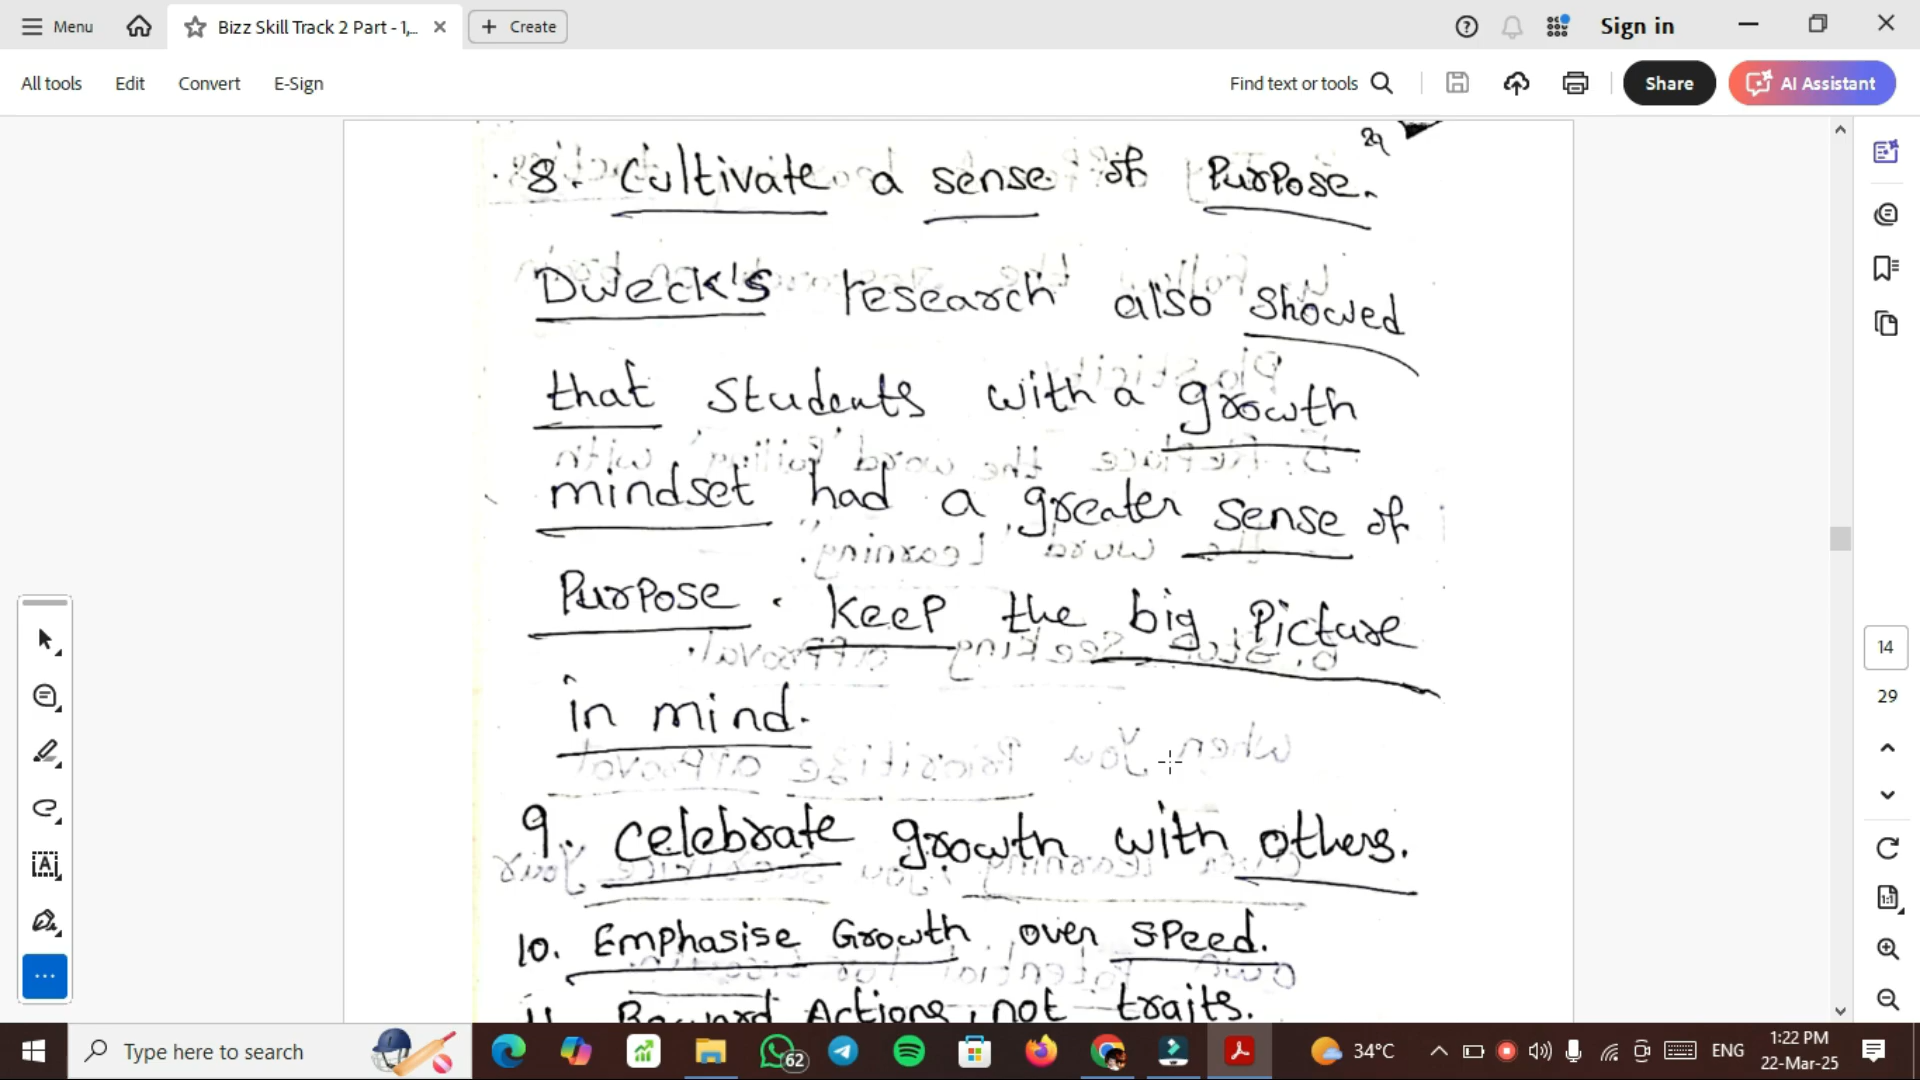 Menu
Bizz Skill Track 2 Part - 1,...
Create
Sign in
All tools
Edit
Convert
E-Sign
Find text or tools
Share
AI Assistant
29
8. Cultivate a sense of Purpose.
Dweck's research also showed
that students with a growth
mindset had a greater sense of
Purpose. Keep the big Picture
in mind.
9. Celebrate growth with others.
10. Emphasise Growth over speed.
11. Reward Actions, not traits.
14
29
Type here to search
62
34°C
ENG
1:22 PM
22-Mar-25